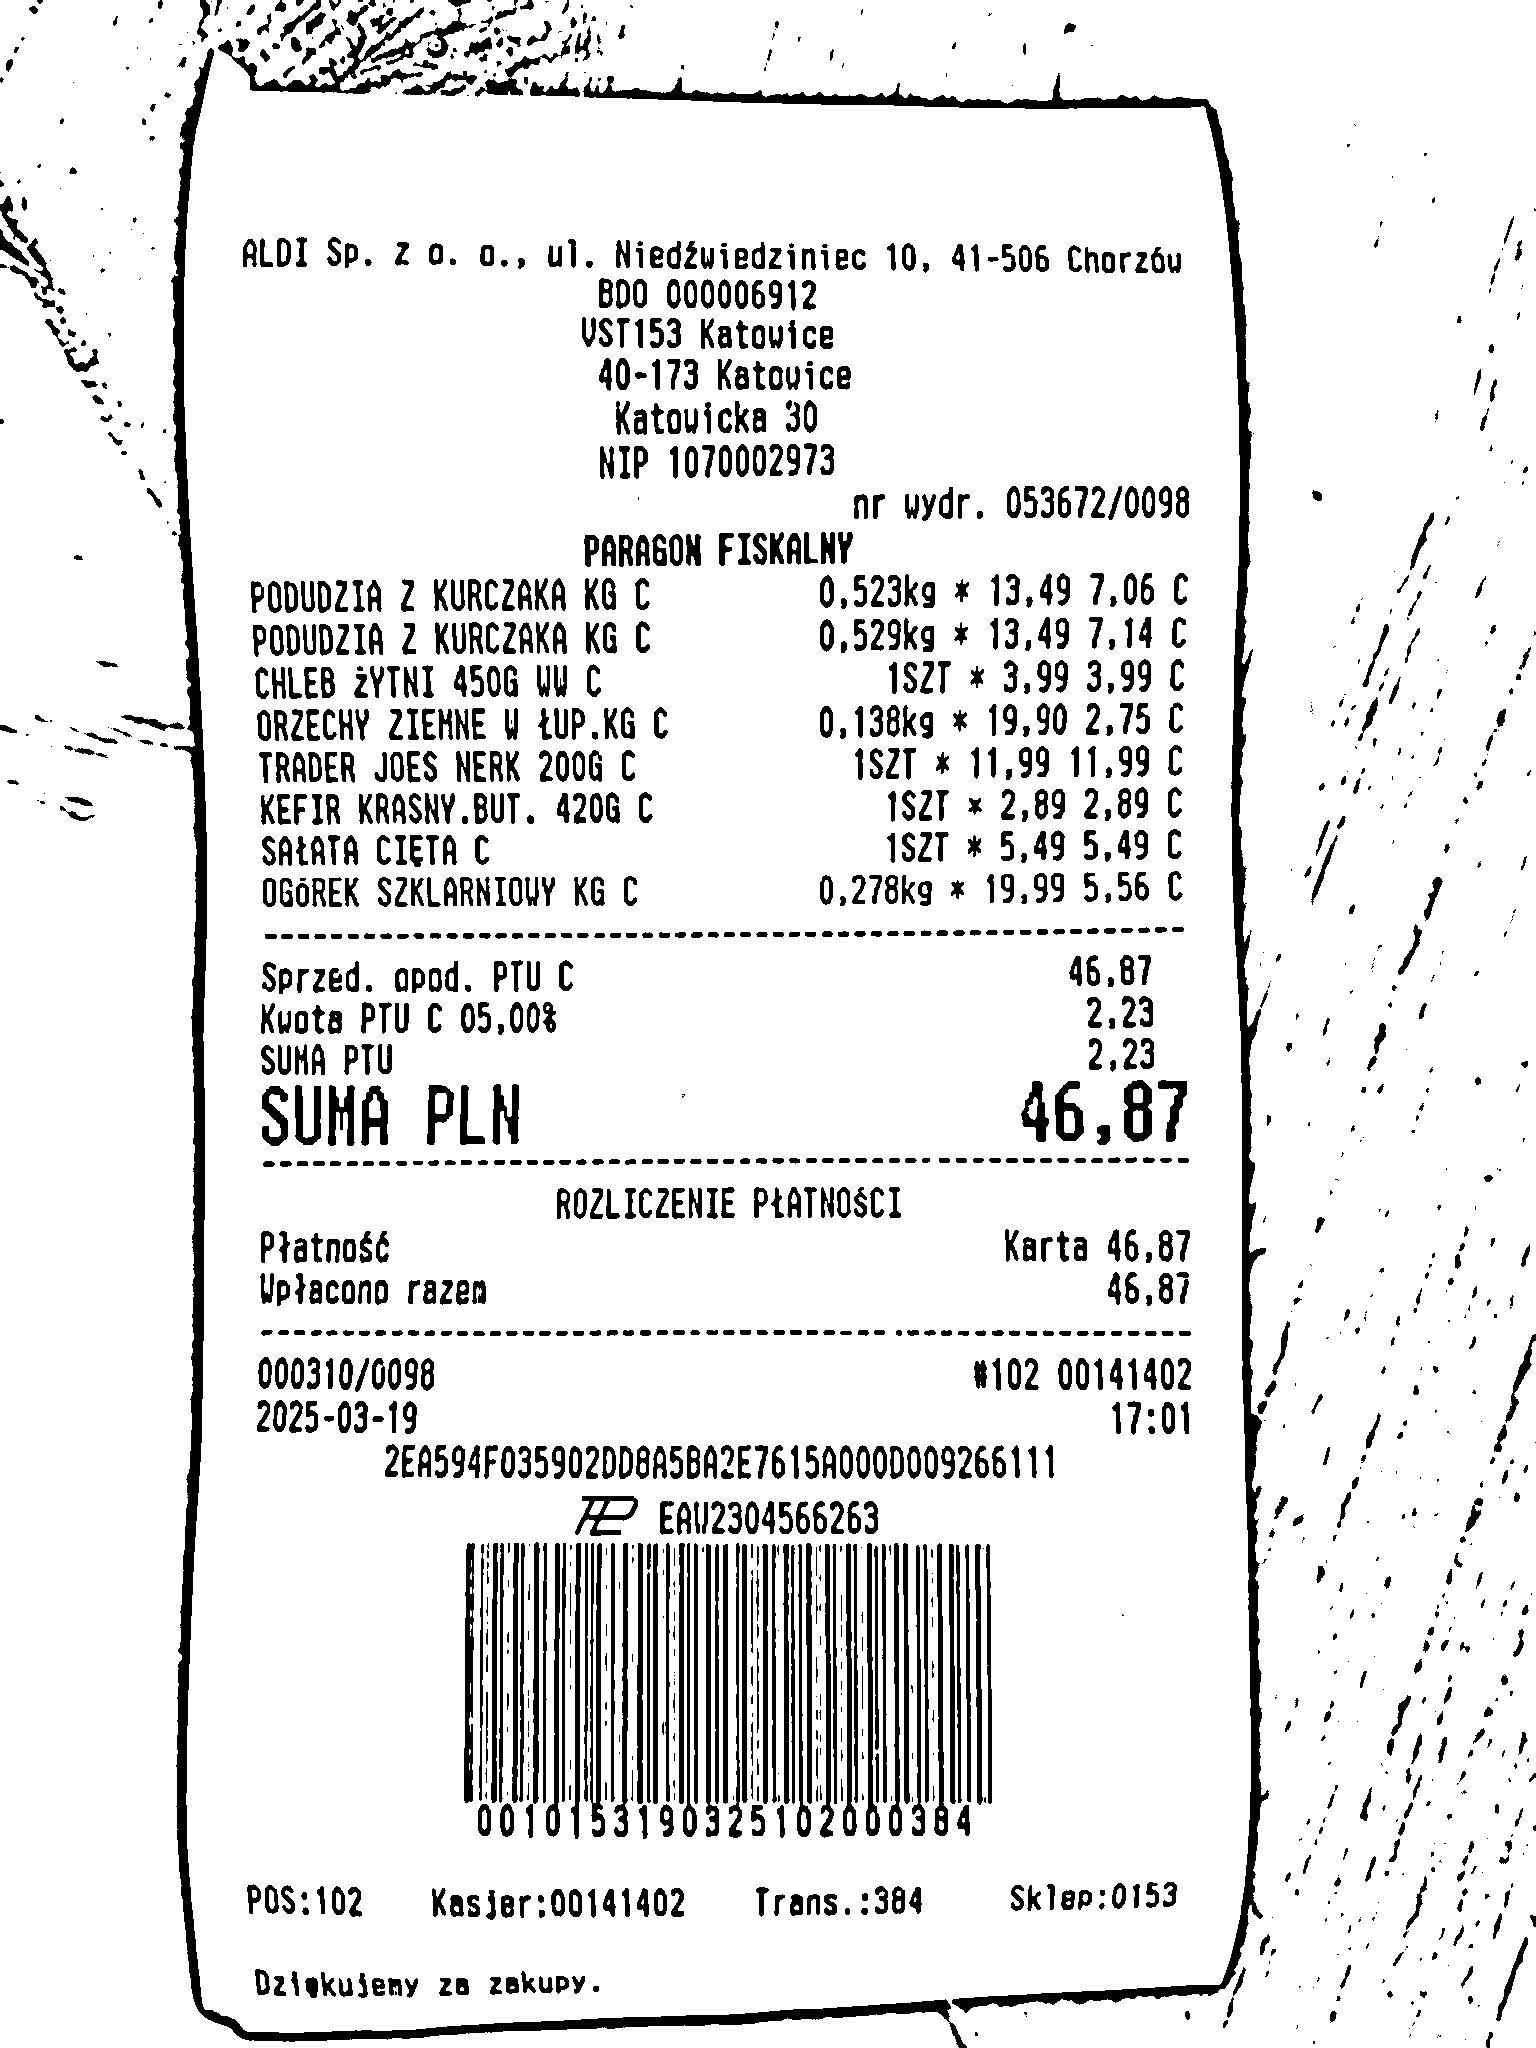 ALDI Sp. z o. o., ul. Niedźwiedziniec 10, 41-506 Chorzów
BDO 000006912
VST153 Katowice
40-173 Katowice
Katowicka 30
NIP 1070002973
nr wydr. 053672/0098
PARAGON FISKALNY
PODUDZIA Z KURCZAKA KG C 0,523kg * 13,49 7,06 C
PODUDZIA Z KURCZAKA KG C 0,529kg * 13,49 7,14 C
CHLEB ŻYTNI 450G WW C 1SZT * 3,99 3,99 C
ORZECHY ZIEMNE W ŁUP.KG C 0,138kg * 19,90 2,75 C
TRADER JOES NERK 200G C 1SZT * 11,99 11,99 C
KEFIR KRASNY.BUT. 420G C 1SZT * 2,89 2,89 C
SAŁATA CIĘTA C 1SZT * 5,49 5,49 C
OGÓREK SZKLARNIOWY KG C 0,278kg * 19,99 5,56 C
Sprzed. opod. PTU C 46,87
Kwota PTU C 05,00% 2,23
SUMA PTU 2,23
SUMA PLN 46,87
ROZLICZENIE PŁATNOŚCI
Płatność Karta 46,87
Wpłacono razem 46,87
000310/0098 #102 00141402
2025-03-19 17:01
2EA594F035902DD8A5BA2E7615A000D009266111
EAW2304566263
0010153190325102000384
POS:102 Kasjer:00141402 Trans.:384 Sklep:0153
Dziękujemy za zakupy.